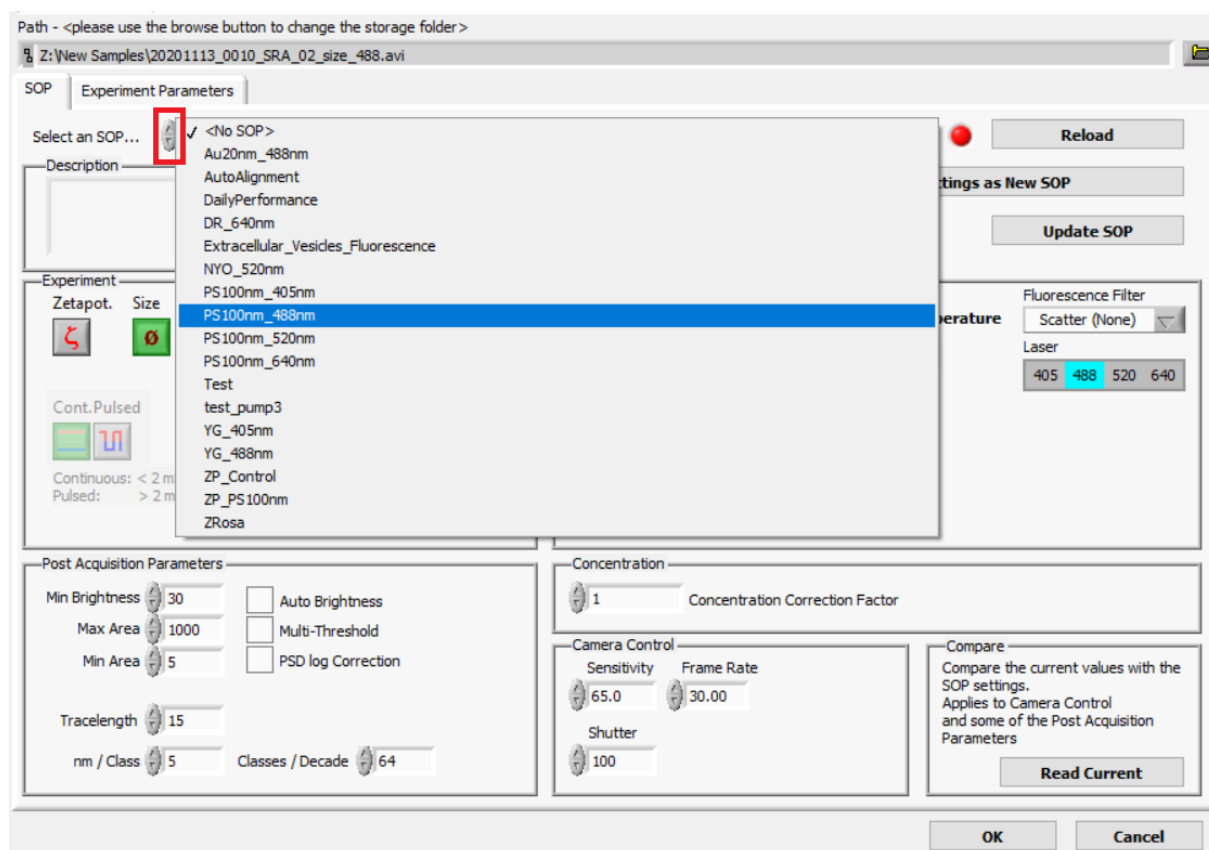 Path - <please use the browse button to change the storage folder>
Z:\New Samples\20201113_0010_SRA_02_size_488.avi
SOP
Experiment Parameters
Select an SOP...
✓ <No SOP>
Au20nm_488nm
AutoAlignment
DailyPerformance
DR_640nm
Extracellular_Vesicles_Fluorescence
NYO_520nm
PS100nm_405nm
PS100nm_488nm
PS100nm_520nm
PS100nm_640nm
Test
test_pump3
YG_405nm
YG_488nm
ZP_Control
ZP_PS100nm
ZRosa
Reload
ttings as New SOP
Update SOP
Description
Experiment
Zetapot. Size
ζ ø
Cont. Pulsed
Continuous: < 2 m
Pulsed: > 2 m
perature
Fluorescence Filter
Scatter (None)
Laser
405 488 520 640
Post Acquisition Parameters
Min Brightness 30
Auto Brightness
Max Area 1000
Multi-Threshold
Min Area 5
PSD log Correction
Tracelength 15
nm / Class 5
Classes / Decade 64
Concentration
1 Concentration Correction Factor
Camera Control
Sensitivity Frame Rate
65.0 30.00
Shutter
100
Compare
Compare the current values with the
SOP settings.
Applies to Camera Control
and some of the Post Acquisition
Parameters
Read Current
OK
Cancel